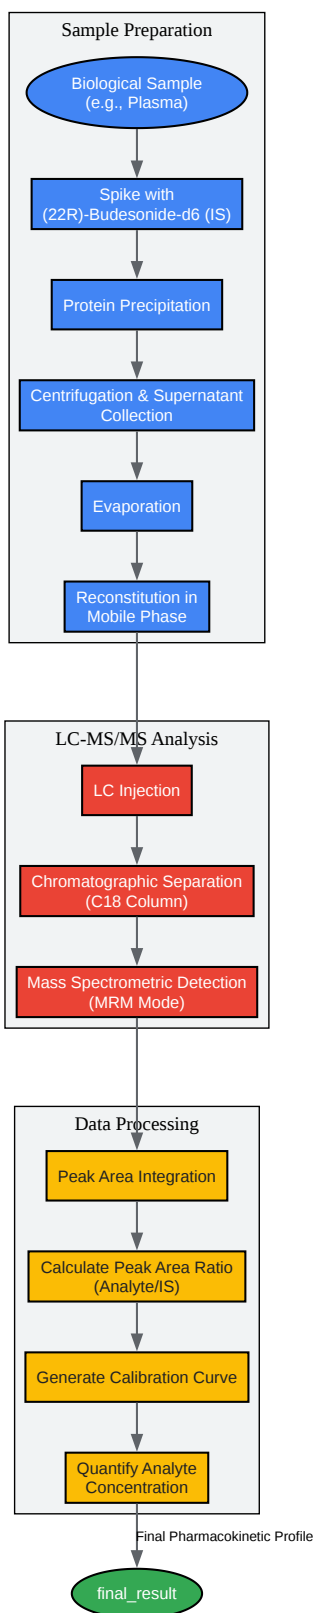 Sample Preparation
Biological Sample
(e.g., Plasma)
Spike with
(22R)-Budesonide-d6 (IS)
Protein Precipitation
Centrifugation & Supernatant
Collection
Evaporation
Reconstitution in
Mobile Phase
LC-MS/MS Analysis
LC Injection
Chromatographic Separation
(C18 Column)
Mass Spectrometric Detection
(MRM Mode)
Data Processing
Peak Area Integration
Calculate Peak Area Ratio
(Analyte/IS)
Generate Calibration Curve
Quantify Analyte
Concentration
Final Pharmacokinetic Profile
final_result